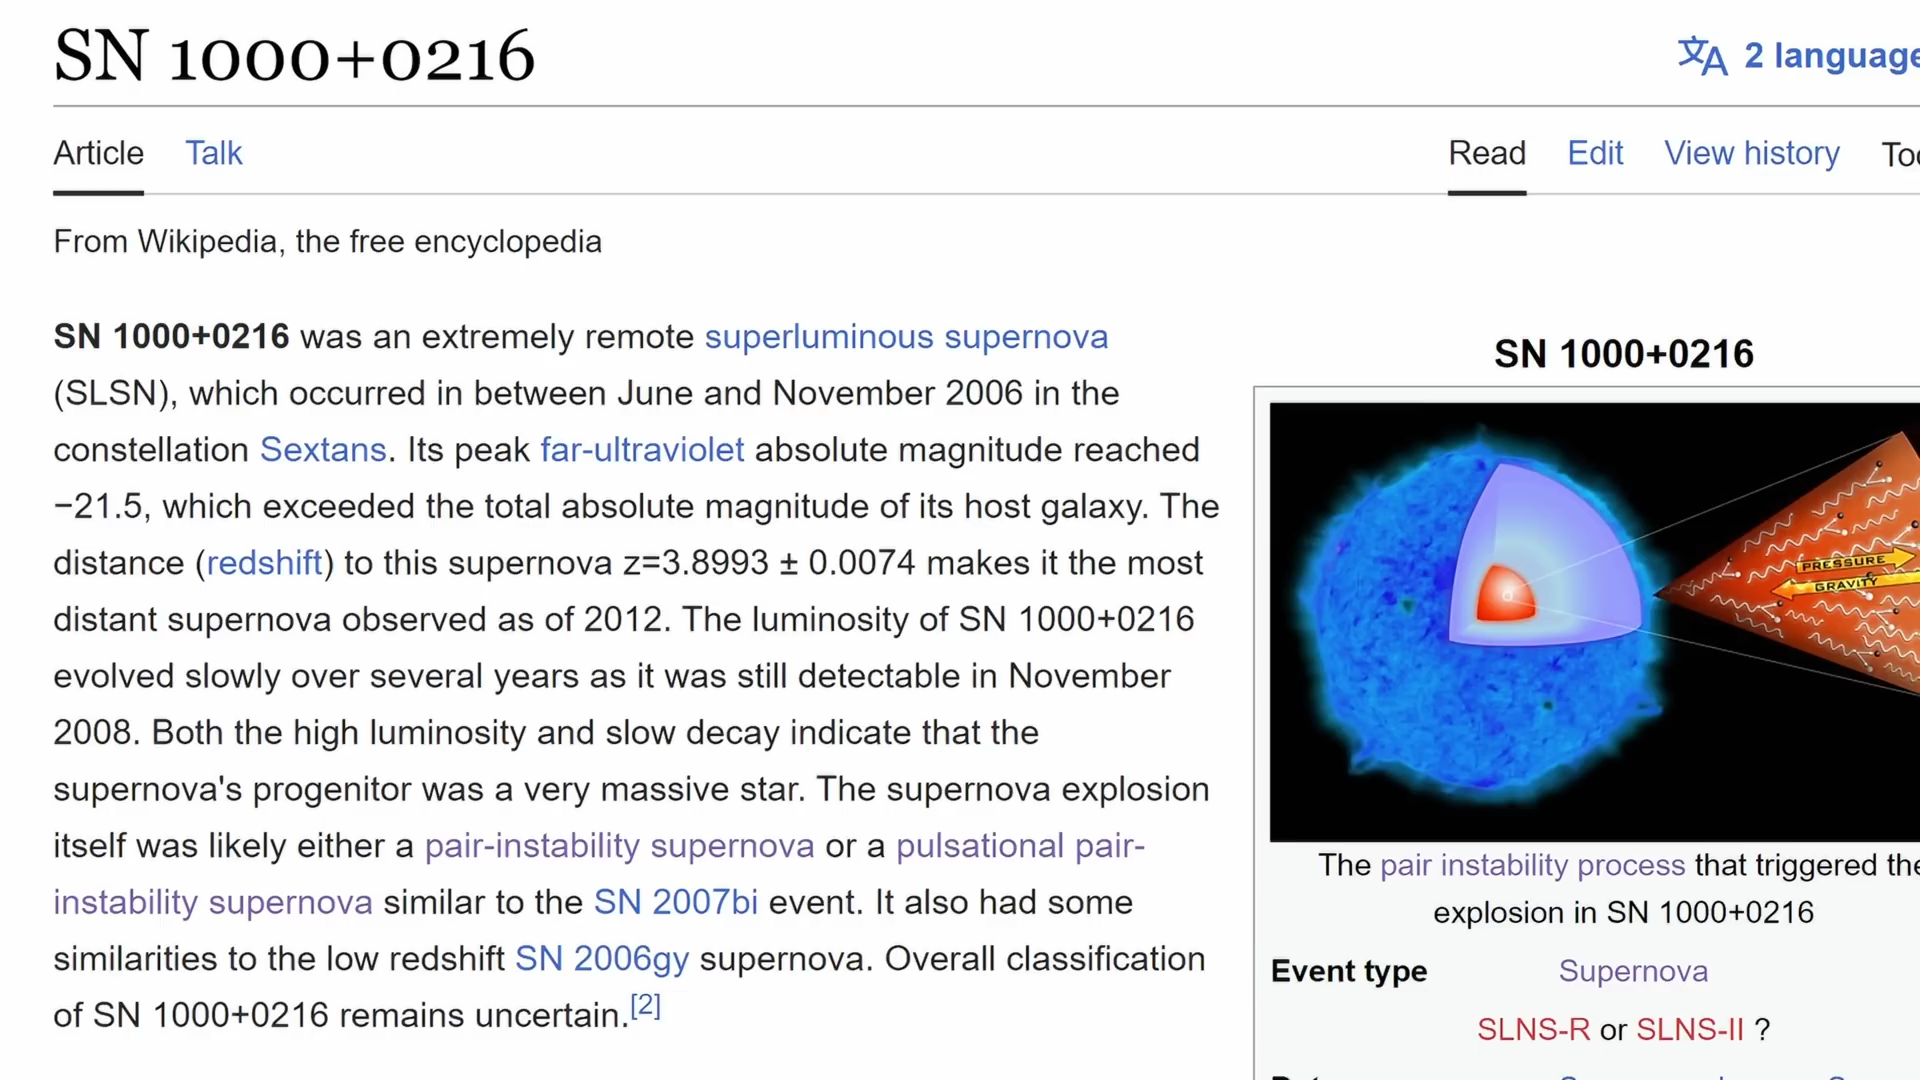 SN 1000+0216
2 language
Article Talk
Read Edit View history Too
From Wikipedia, the free encyclopedia
SN 1000+0216 was an extremely remote superluminous supernova
(SLSN), which occurred in between June and November 2006 in the
constellation Sextans. Its peak far-ultraviolet absolute magnitude reached
−21.5, which exceeded the total absolute magnitude of its host galaxy. The
distance (redshift) to this supernova z=3.8993 ± 0.0074 makes it the most
distant supernova observed as of 2012. The luminosity of SN 1000+0216
evolved slowly over several years as it was still detectable in November
2008. Both the high luminosity and slow decay indicate that the
supernova's progenitor was a very massive star. The supernova explosion
itself was likely either a pair-instability supernova or a pulsational pair-
instability supernova similar to the SN 2007bi event. It also had some
similarities to the low redshift SN 2006gy supernova. Overall classification
of SN 1000+0216 remains uncertain.[2]
SN 1000+0216
PRESSURE
GRAVITY
The pair instability process that triggered the
explosion in SN 1000+0216
Event type Supernova
SLNS-R or SLNS-II ?